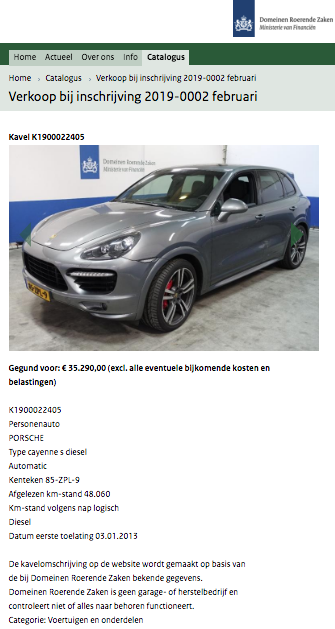 Domeinen Roerende Zaken
Ministerie van Financiën
Home Actueel Over ons Info Catalogus
Home › Catalogus › Verkoop bij inschrijving 2019-0002 februari
Verkoop bij inschrijving 2019-0002 februari
Kavel K1900022405
Domeinen Roerende Zaken
Ministerie van Financiën
Gegund voor: € 35.290,00 (excl. alle eventuele bijkomende kosten en
belastingen)
K1900022405
Personenauto
PORSCHE
Type cayenne s diesel
Automatic
Kenteken 85-ZPL-9
Afgelezen km-stand 48.060
Km-stand volgens nap logisch
Diesel
Datum eerste toelating 03.01.2013
De kavelomschrijving op de website wordt gemaakt op basis van
de bij Domeinen Roerende Zaken bekende gegevens.
Domeinen Roerende Zaken is geen garage- of herstelbedrijf en
controleert niet of alles naar behoren functioneert.
Categorie: Voertuigen en onderdelen